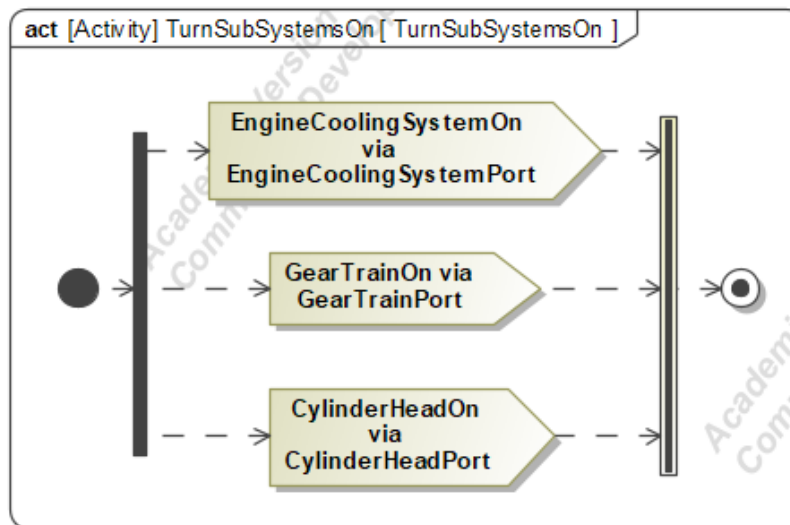 act [Activity] TurnSubSystemsOn [ TurnSubSystemsOn ]
EngineCoolingSystemOn
via
EngineCoolingSystemPort
GearTrainOn via
GearTrainPort
CylinderHeadOn
via
CylinderHeadPort